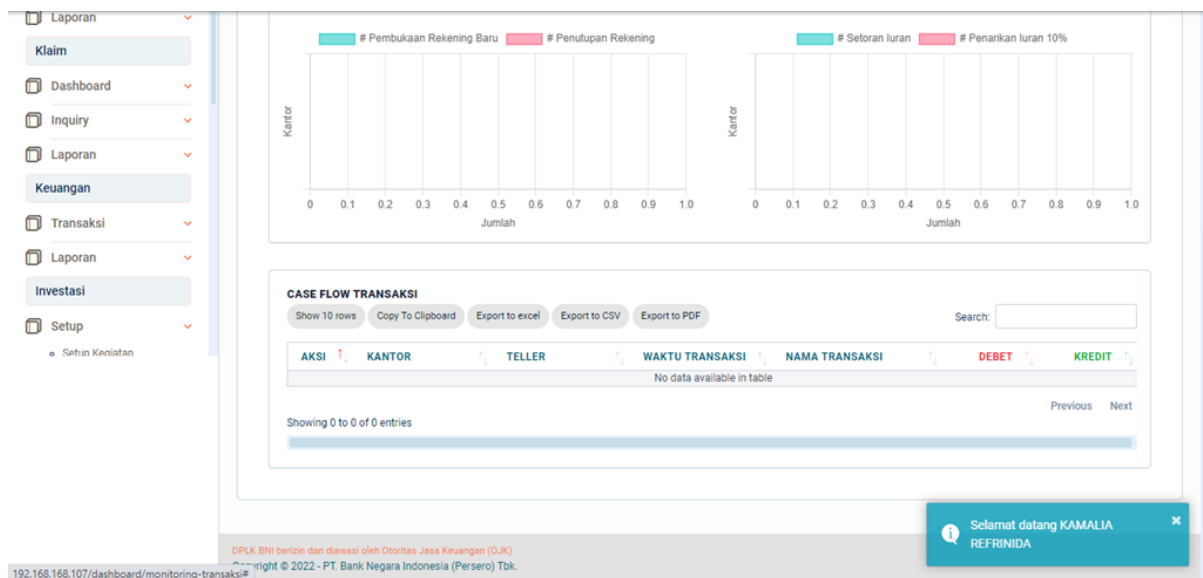 Laporan
Klaim
Dashboard
Inquiry
Laporan
Keuangan
Transaksi
Laporan
Investasi
Setup
Setup Kegiatan
# Pembukaan Rekening Baru # Penutupan Rekening
Kantor
0 0.1 0.2 0.3 0.4 0.5 0.6 0.7 0.8 0.9 1.0
Jumlah
# Setoran Iuran # Penarikan Iuran 10%
Kantor
0 0.1 0.2 0.3 0.4 0.5 0.6 0.7 0.8 0.9 1.0
Jumlah
CASE FLOW TRANSAKSI
Show 10 rows Copy To Clipboard Export to excel Export to CSV Export to PDF Search:
AKSI KANTOR TELLER WAKTU TRANSAKSI NAMA TRANSAKSI DEBET KREDIT
No data available in table
Previous Next
Showing 0 to 0 of 0 entries
Selamat datang KAMALIA
REFRINIDA
DPLK BNI berizin dan diawasi oleh Otoritas Jasa Keuangan (OJK)
Copyright © 2022 - PT. Bank Negara Indonesia (Persero) Tbk.
192.168.168.107/dashboard/monitoring-transaksi#